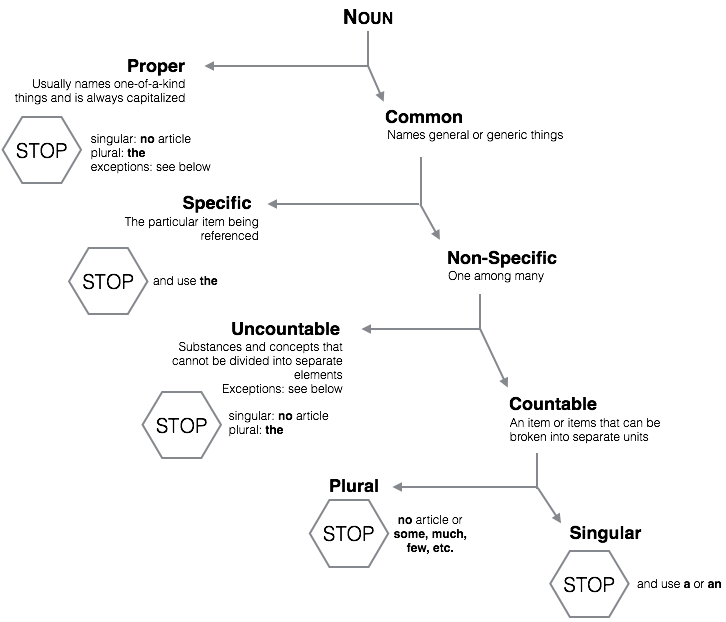 NOUN
Proper
Usually names one-of-a-kind
things and is always capitalized
STOP
singular: no article
plural: the
exceptions: see below
Common
Names general or generic things
Specific
The particular item being
referenced
STOP
and use the
Non-Specific
One among many
Uncountable
Substances and concepts that
cannot be divided into separate
elements
Exceptions: see below
STOP
singular: no article
plural: the
Countable
An item or items that can be
broken into separate units
Plural
STOP
no article or
some, much,
few, etc.
Singular
STOP
and use a or an